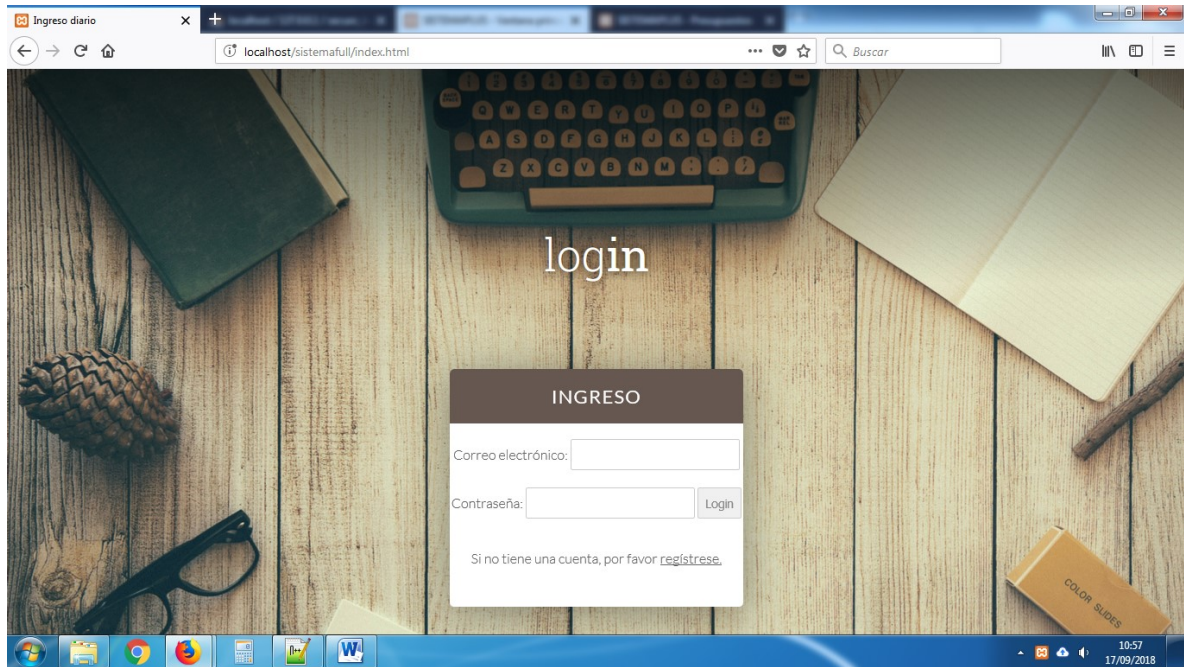 Ingreso diario
localhost/sistemafull/index.html
Buscar
Q W E R T Y U I O P
A S D F G H J K L
Z X C V B N M
login
INGRESO
Correo electrónico:
Contraseña:
Login
Si no tiene una cuenta, por favor regístrese.
COLOR SLIDES
10:57
17/09/2018